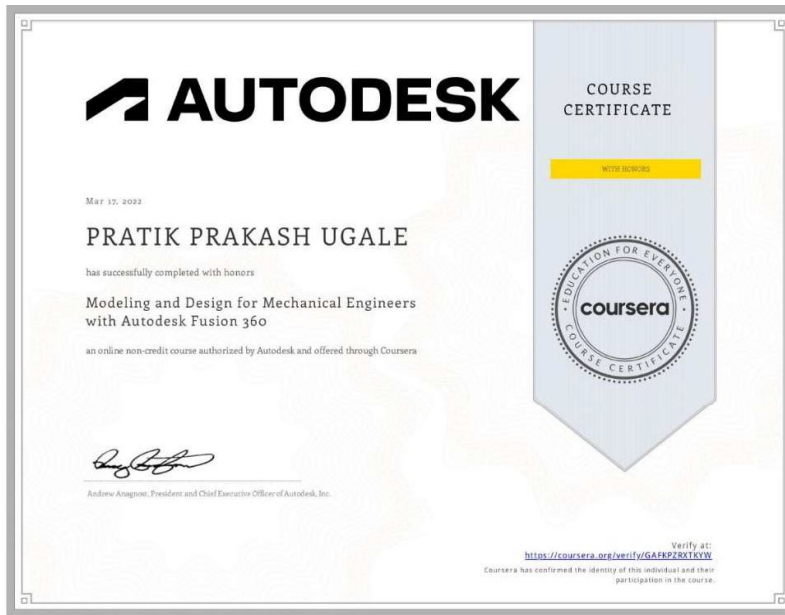 AUTODESK
COURSE
CERTIFICATE
WITH HONORS
Mar 17, 2022
PRATIK PRAKASH UGALE
has successfully completed with honors
Modeling and Design for Mechanical Engineers
with Autodesk Fusion 360
an online non-credit course authorized by Autodesk and offered through Coursera
EDUCATION FOR EVERYONE
coursera
COURSE CERTIFICATE
Andrew Anagnost, President and Chief Executive Officer of Autodesk, Inc.
Verify at:
https://coursera.org/verify/GAFKPZRXTKYW
Coursera has confirmed the identity of this individual and their
participation in the course.